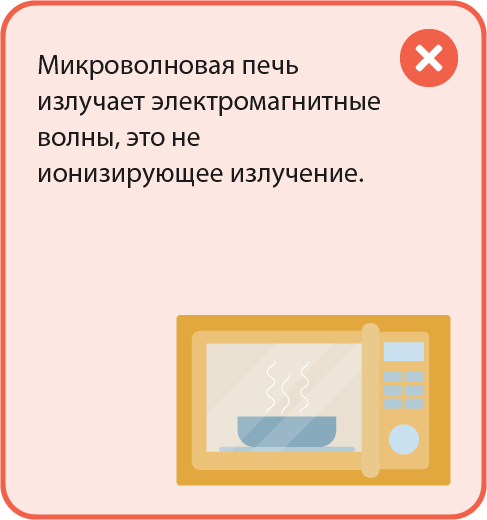 Микроволновая печь
излучает электромагнитные
волны, это не
ионизирующее излучение.